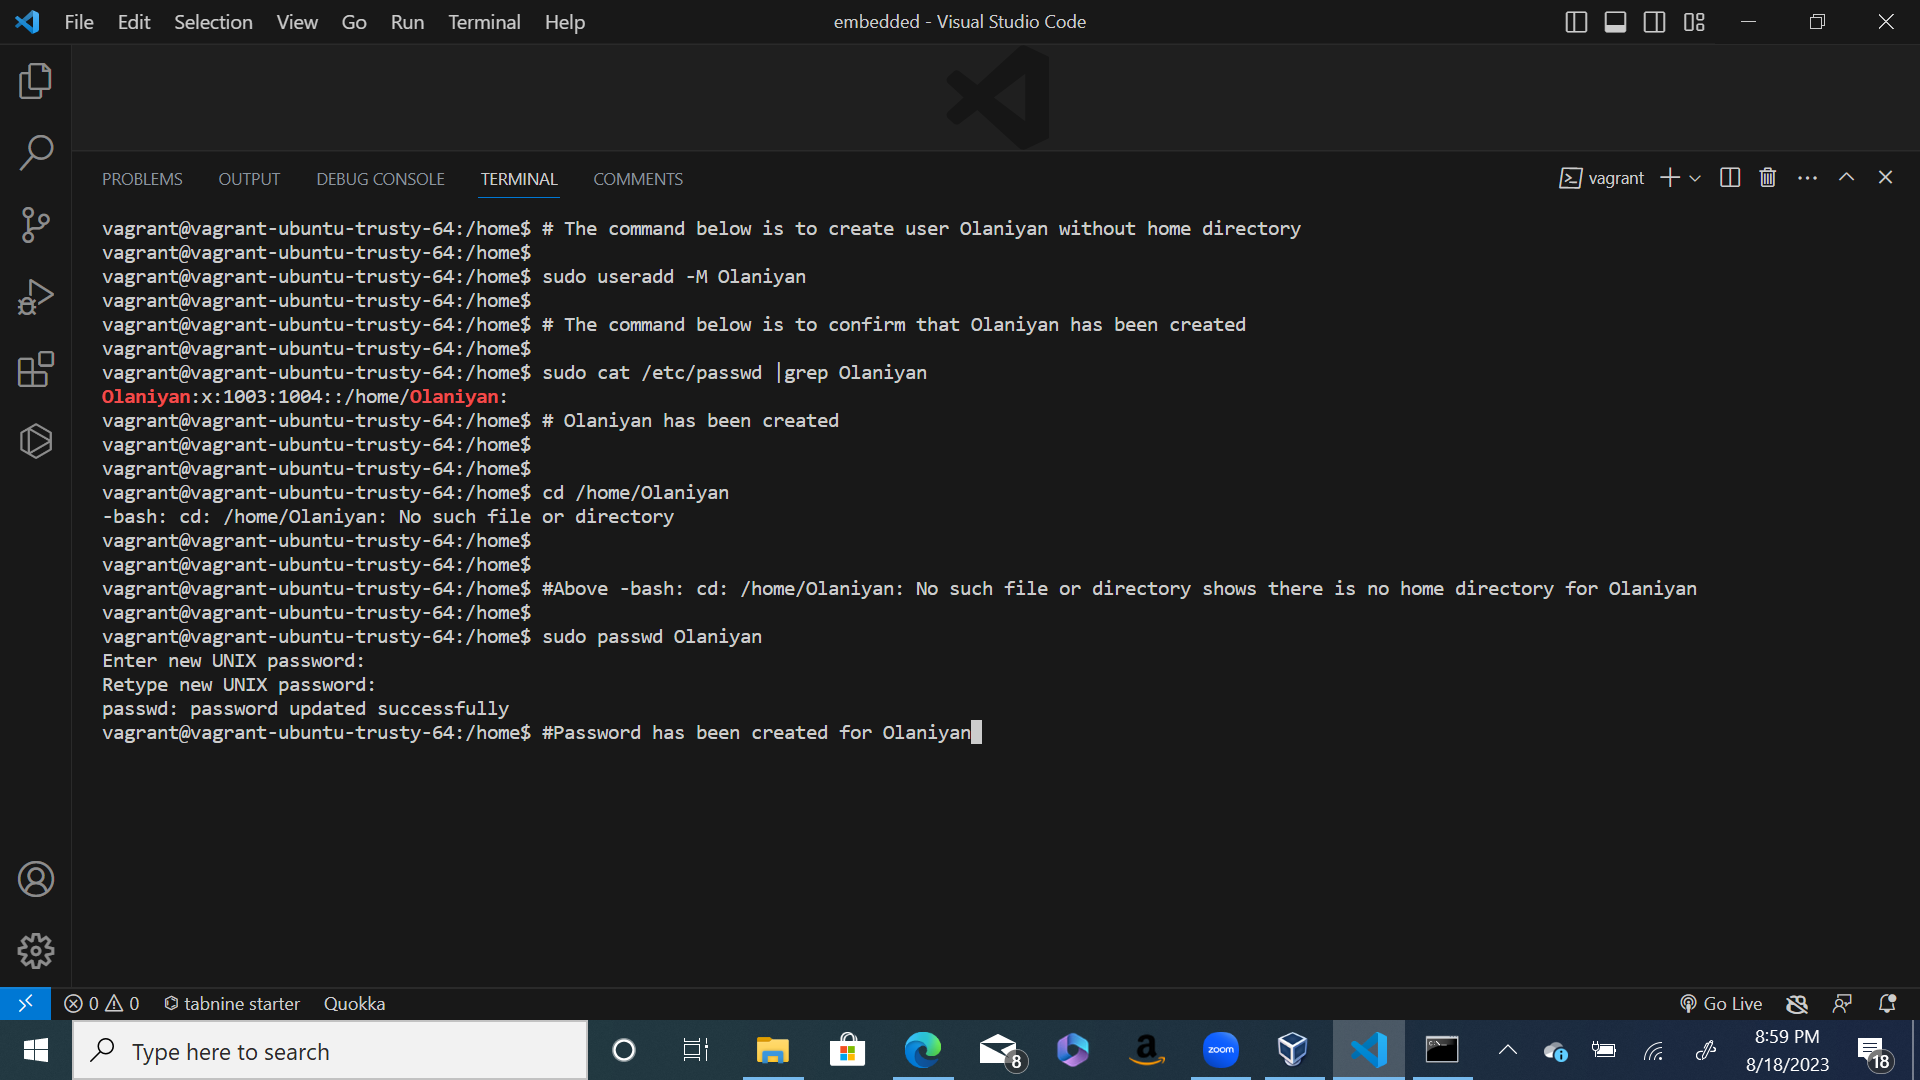 File Edit Selection View Go Run Terminal Help
embedded - Visual Studio Code
PROBLEMS OUTPUT DEBUG CONSOLE TERMINAL COMMENTS
vagrant
vagrant@vagrant-ubuntu-trusty-64:/home$ # The command below is to create user Olaniyan without home directory
vagrant@vagrant-ubuntu-trusty-64:/home$
vagrant@vagrant-ubuntu-trusty-64:/home$ sudo useradd -M Olaniyan
vagrant@vagrant-ubuntu-trusty-64:/home$
vagrant@vagrant-ubuntu-trusty-64:/home$ # The command below is to confirm that Olaniyan has been created
vagrant@vagrant-ubuntu-trusty-64:/home$
vagrant@vagrant-ubuntu-trusty-64:/home$ sudo cat /etc/passwd |grep Olaniyan
Olaniyan:x:1003:1004::/home/Olaniyan:
vagrant@vagrant-ubuntu-trusty-64:/home$ # Olaniyan has been created
vagrant@vagrant-ubuntu-trusty-64:/home$
vagrant@vagrant-ubuntu-trusty-64:/home$
vagrant@vagrant-ubuntu-trusty-64:/home$ cd /home/Olaniyan
-bash: cd: /home/Olaniyan: No such file or directory
vagrant@vagrant-ubuntu-trusty-64:/home$
vagrant@vagrant-ubuntu-trusty-64:/home$
vagrant@vagrant-ubuntu-trusty-64:/home$ #Above -bash: cd: /home/Olaniyan: No such file or directory shows there is no home directory for Olaniyan
vagrant@vagrant-ubuntu-trusty-64:/home$
vagrant@vagrant-ubuntu-trusty-64:/home$ sudo passwd Olaniyan
Enter new UNIX password:
Retype new UNIX password:
passwd: password updated successfully
vagrant@vagrant-ubuntu-trusty-64:/home$ #Password has been created for Olaniyan
0 0 tabnine starter Quokka
Go Live
Type here to search
8
a
zoom
8:59 PM
8/18/2023
18